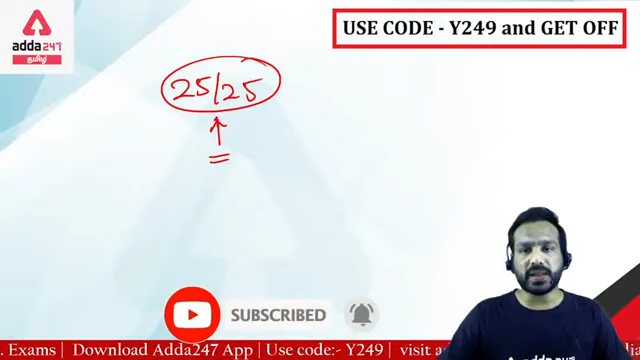 adda247
தமிழ்
USE CODE - Y249 and GET OFF
25/25
SUBSCRIBED
. Exams | Download Adda247 App | Use code:- Y249 | visit